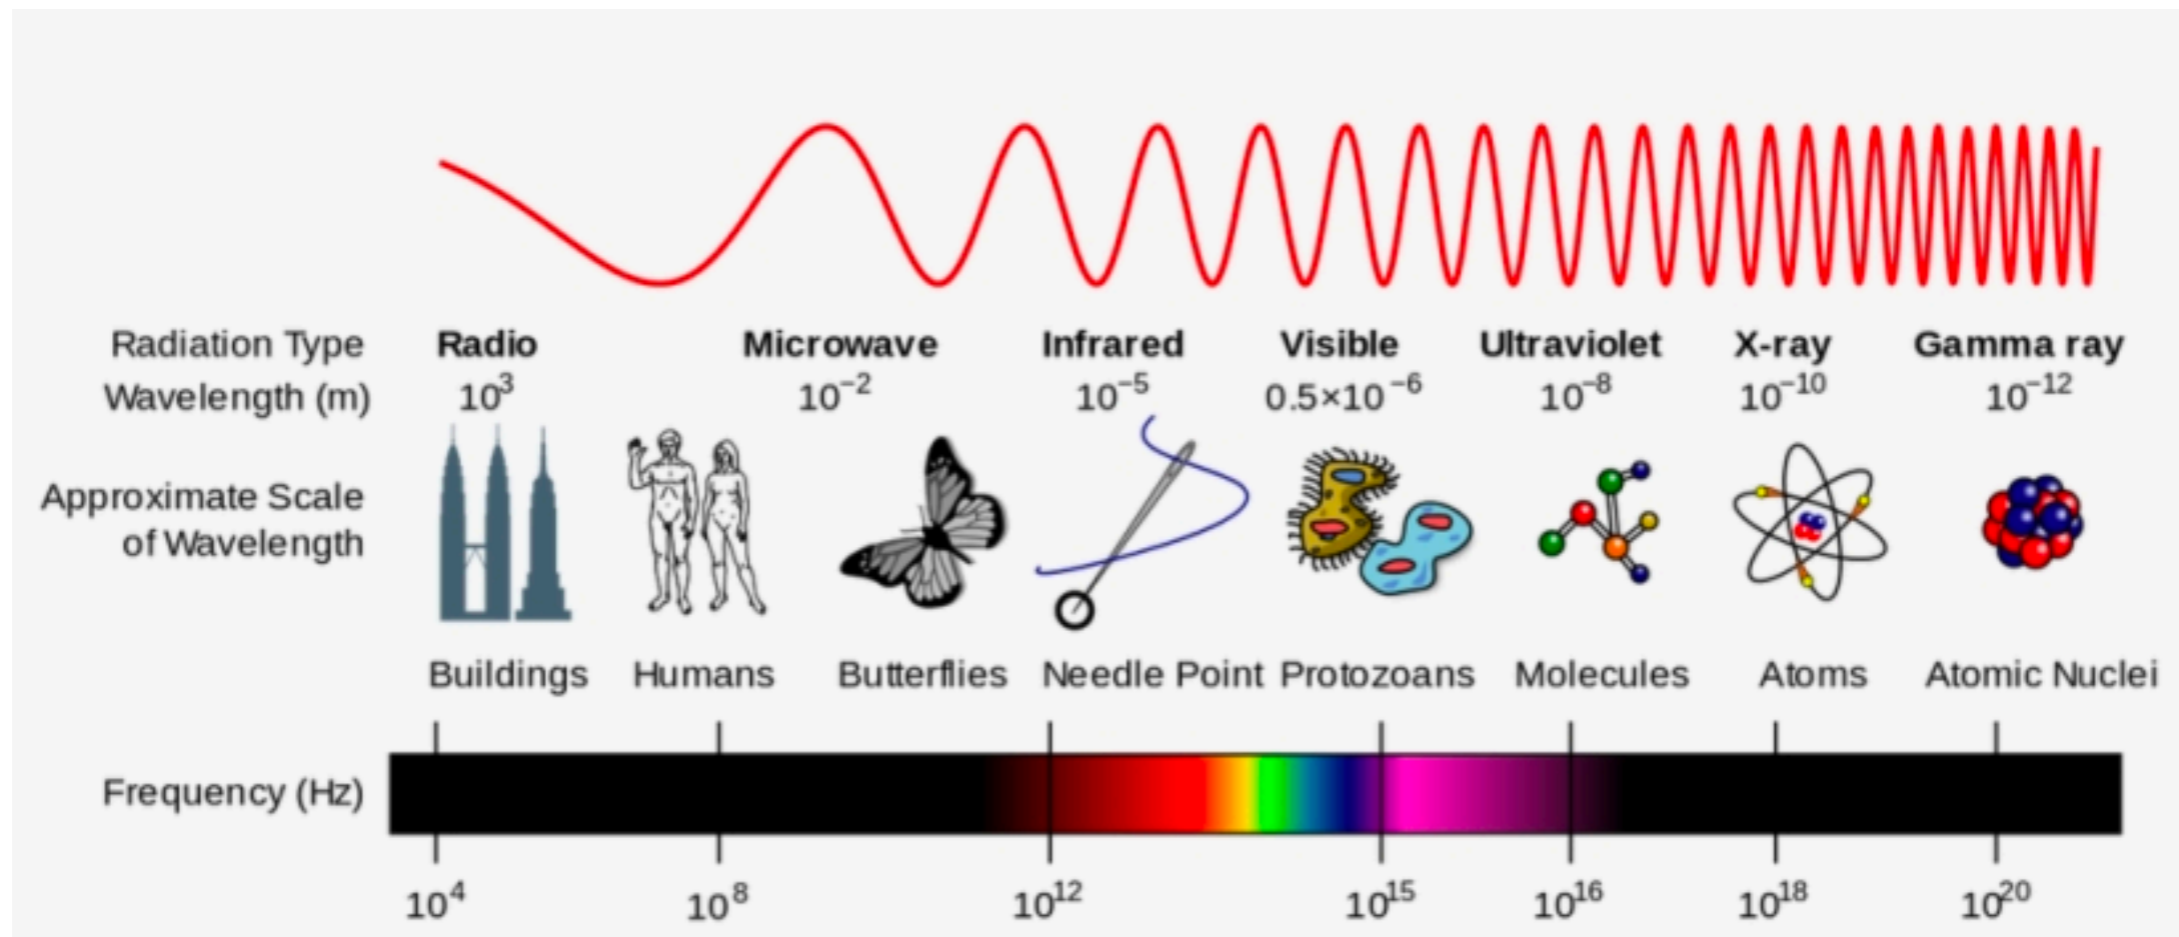 Radiation Type Radio Microwave Infrared Visible Ultraviolet X-ray Gamma ray
Wavelength (m) 10³ 10⁻² 10⁻⁵ 0.5×10⁻⁶ 10⁻⁸ 10⁻¹⁰ 10⁻¹²
Approximate Scale
of Wavelength
Buildings Humans Butterflies Needle Point Protozoans Molecules Atoms Atomic Nuclei
Frequency (Hz)
10⁴ 10⁸ 10¹² 10¹⁵ 10¹⁶ 10¹⁸ 10²⁰